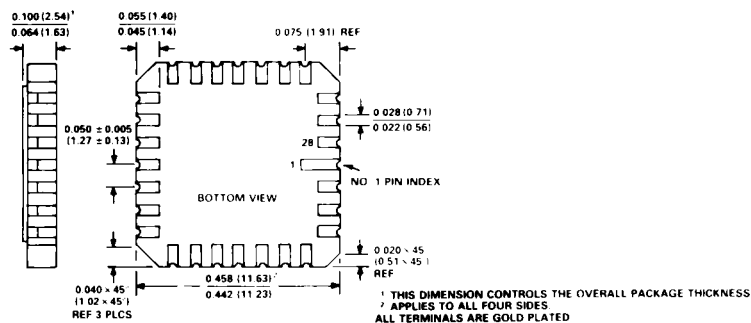 0.100 (2.54)¹
0.064 (1.63)
0.055 (1.40)
0.045 (1.14)
0.075 (1.91) REF
0.028 (0.71)
0.022 (0.56)
0.050 ± 0.005
(1.27 ± 0.13)
28
1
NO. 1 PIN INDEX
BOTTOM VIEW
0.020 × 45
(0.51 × 45)
REF
0.040 × 45°
(1.02 × 45°)
REF 3 PLCS
0.458 (11.63)²
0.442 (11.23)
¹ THIS DIMENSION CONTROLS THE OVERALL PACKAGE THICKNESS
² APPLIES TO ALL FOUR SIDES.
ALL TERMINALS ARE GOLD PLATED